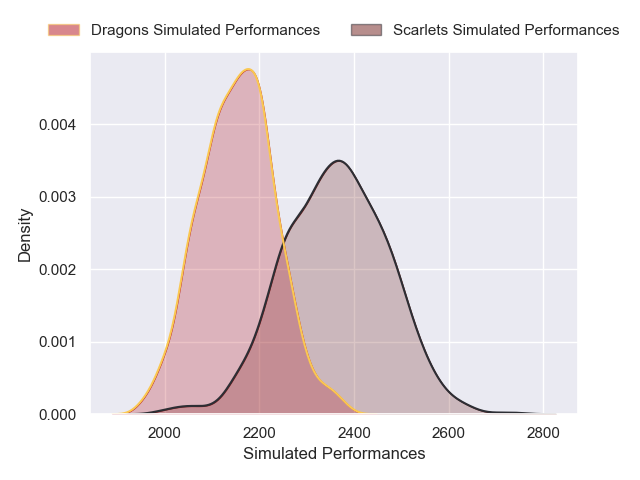 Dragons Simulated Performances Scarlets Simulated Performances
0.004
0.003
0.002
0.001
0.000
Density
2000 2200 2400 2600 2800
Simulated Performances